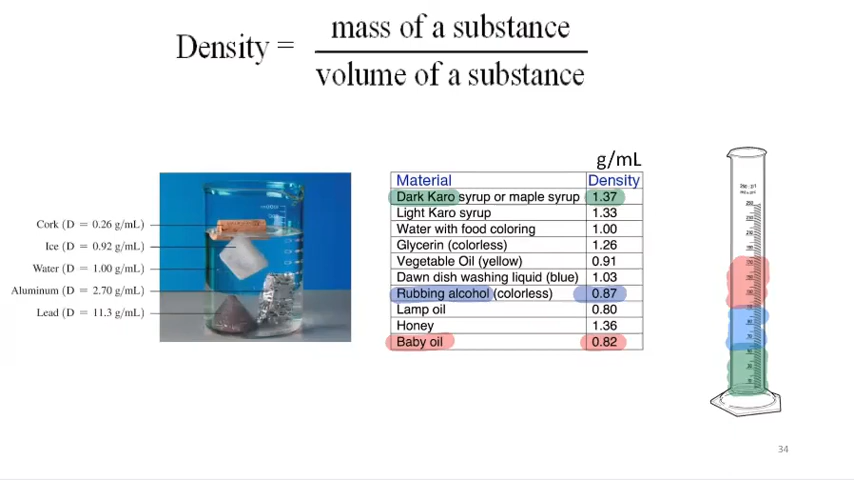 Density = mass of a substance
volume of a substance
Cork (D = 0.26 g/mL)
Ice (D = 0.92 g/mL)
Water (D = 1.00 g/mL)
Aluminum (D = 2.70 g/mL)
Lead (D = 11.3 g/mL)
g/mL
Material Density
Dark Karo syrup or maple syrup 1.37
Light Karo syrup 1.33
Water with food coloring 1.00
Glycerin (colorless) 1.26
Vegetable Oil (yellow) 0.91
Dawn dish washing liquid (blue) 1.03
Rubbing alcohol (colorless) 0.87
Lamp oil 0.80
Honey 1.36
Baby oil 0.82
34